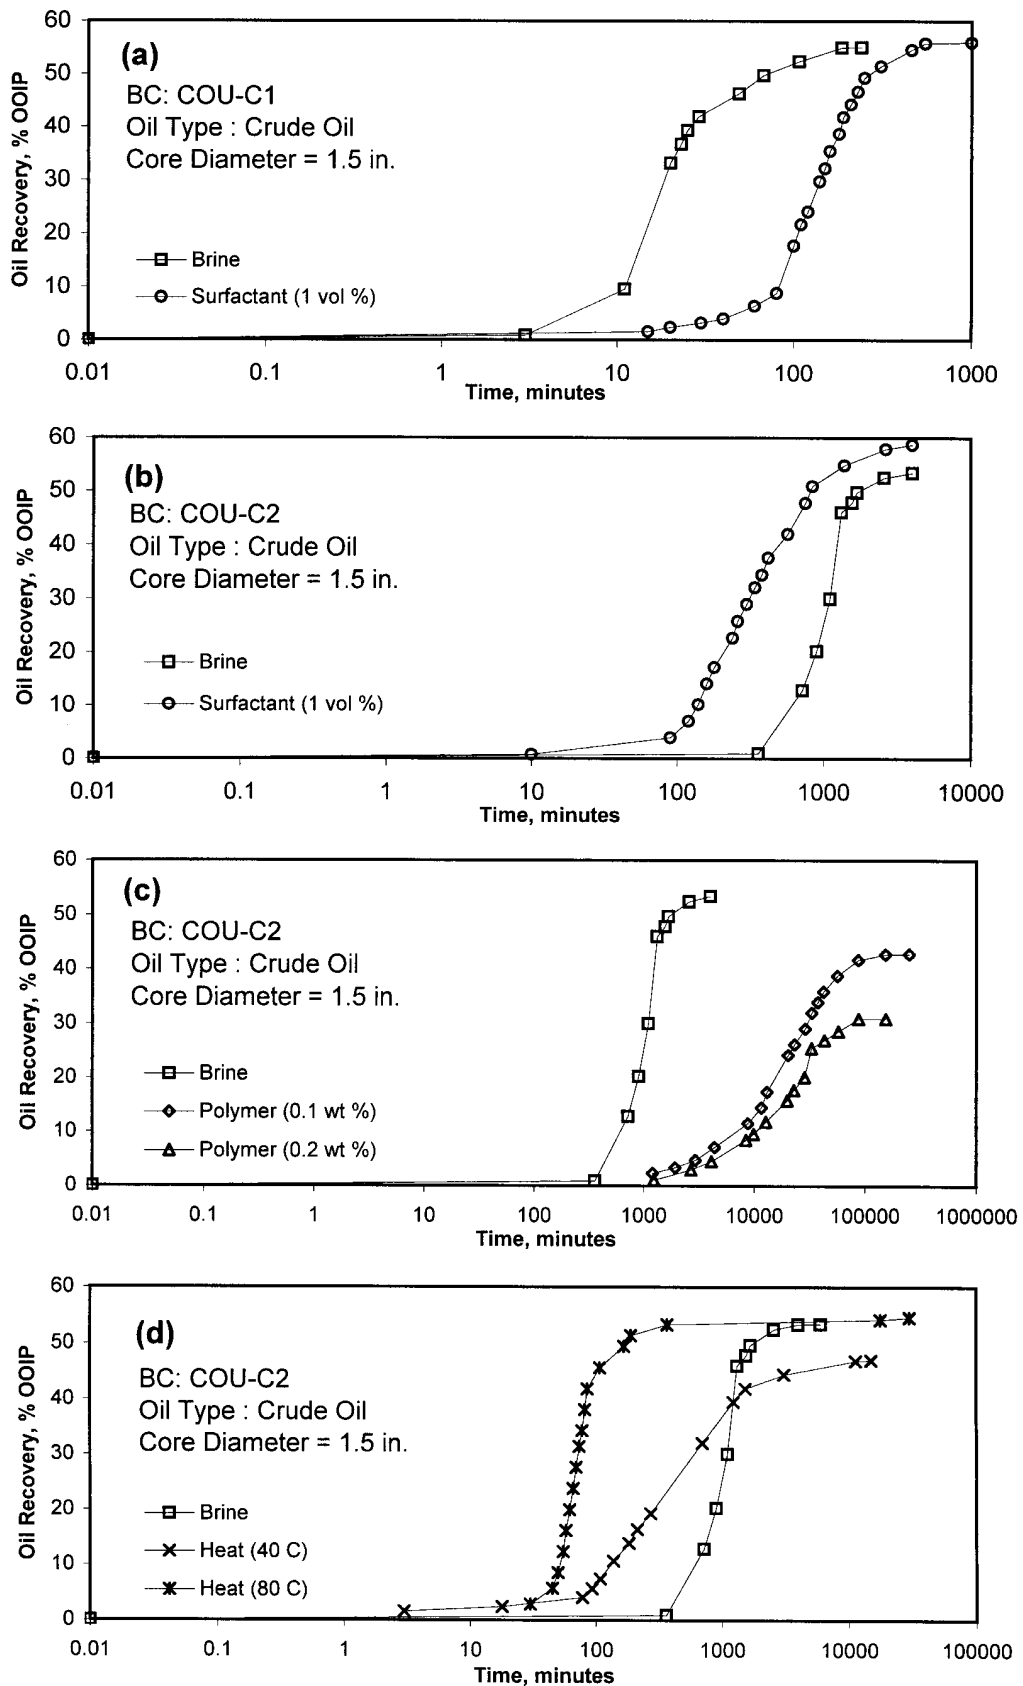 (a)
BC: COU-C1
Oil Type : Crude Oil
Core Diameter = 1.5 in.
Brine
Surfactant (1 vol %)
Oil Recovery, % OOIP
60
50
40
30
20
10
0
0.01 0.1 1 10 100 1000
Time, minutes
(b)
BC: COU-C2
Oil Type : Crude Oil
Core Diameter = 1.5 in.
Brine
Surfactant (1 vol %)
Oil Recovery, % OOIP
60
50
40
30
20
10
0
0.01 0.1 1 10 100 1000 10000
Time, minutes
(c)
BC: COU-C2
Oil Type : Crude Oil
Core Diameter = 1.5 in.
Brine
Polymer (0.1 wt %)
Polymer (0.2 wt %)
Oil Recovery, % OOIP
60
50
40
30
20
10
0
0.01 0.1 1 10 100 1000 10000 100000 1000000
Time, minutes
(d)
BC: COU-C2
Oil Type : Crude Oil
Core Diameter = 1.5 in.
Brine
Heat (40 C)
Heat (80 C)
Oil Recovery, % OOIP
60
50
40
30
20
10
0
0.01 0.1 1 10 100 1000 10000 100000
Time, minutes